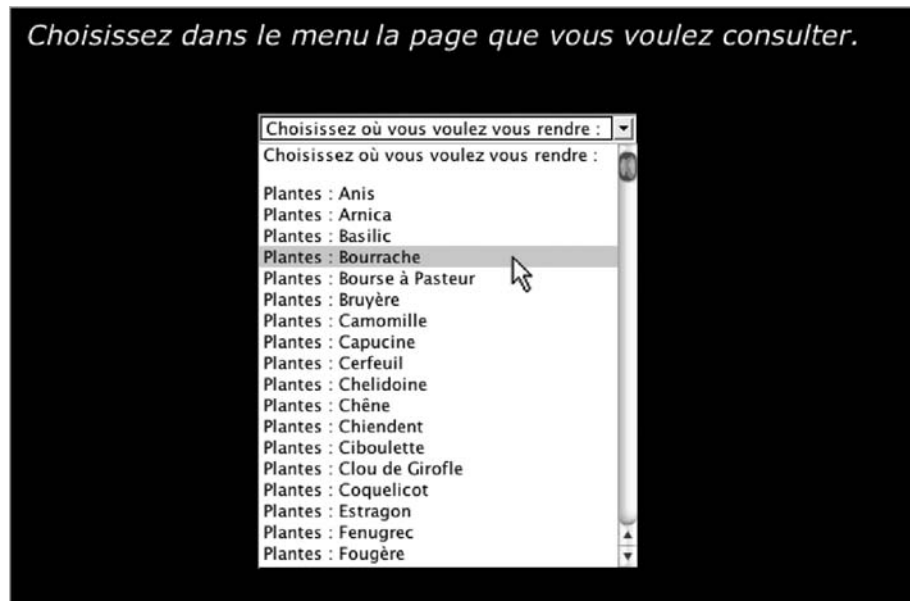 Choisissez dans le menu la page que vous voulez consulter.
Choisissez où vous voulez vous rendre :
Choisissez où vous voulez vous rendre :
Plantes : Anis
Plantes : Arnica
Plantes : Basilic
Plantes : Bourrache
Plantes : Bourse à Pasteur
Plantes : Bruyère
Plantes : Camomille
Plantes : Capucine
Plantes : Cerfeuil
Plantes : Chelidoine
Plantes : Chêne
Plantes : Chiendent
Plantes : Ciboulette
Plantes : Clou de Girofle
Plantes : Coquelicot
Plantes : Estragon
Plantes : Fenugrec
Plantes : Fougère